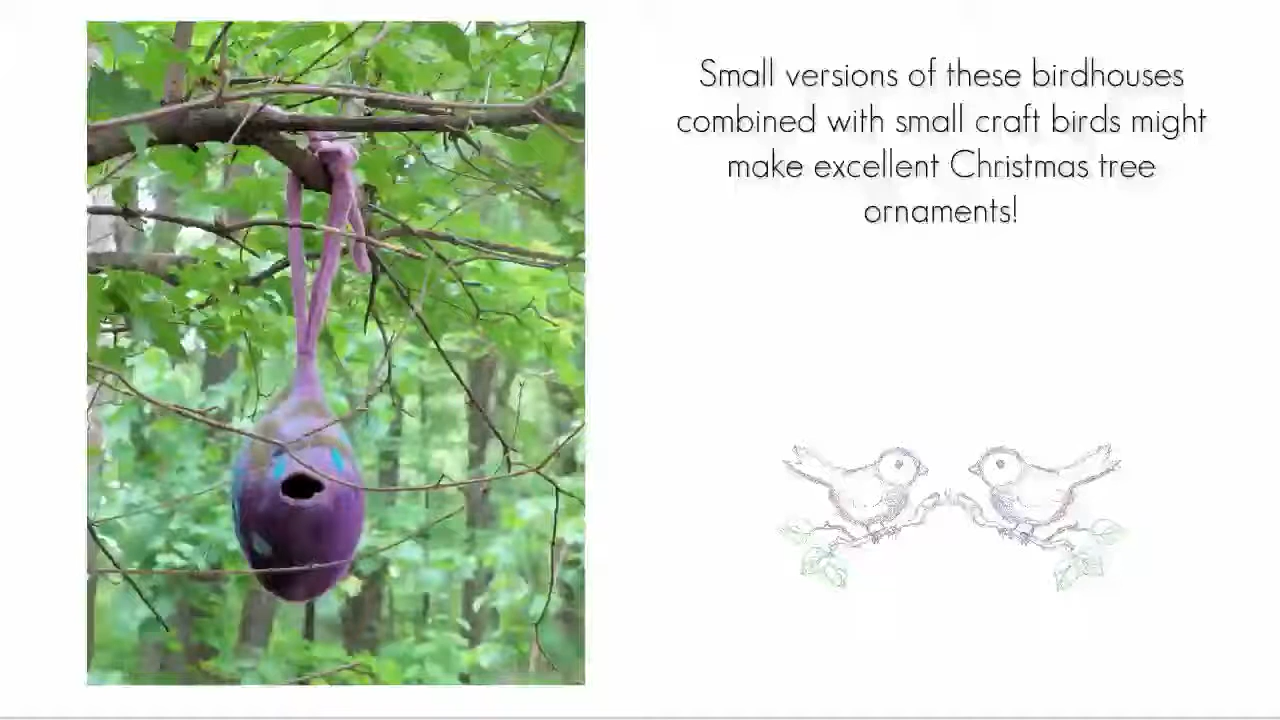 Small versions of these birdhouses
combined with small craft birds might
make excellent Christmas tree
ornaments!